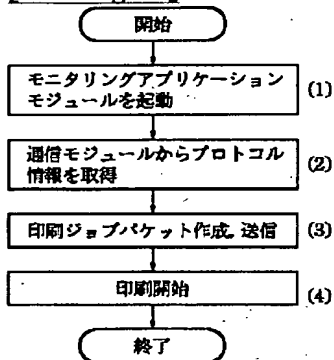 開始
モニタリングアプリケーション
モジュールを起動
(1)
通信モジュールからプロトコル
情報を取得
(2)
印刷ジョブパケット作成、送信
(3)
印刷開始
(4)
終了